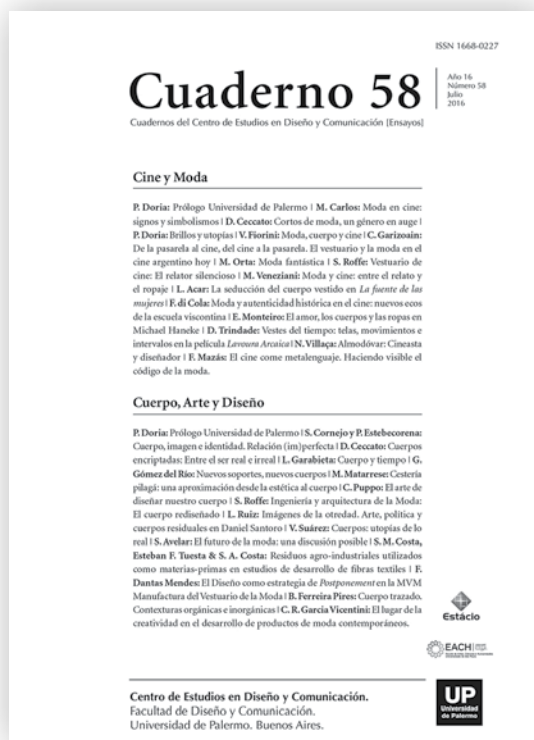 ISSN 1668-0227
Cuaderno 58
Año 16
Número 58
Julio
2016
Cuadernos del Centro de Estudios en Diseño y Comunicación [Ensayos]
Cine y Moda
P. Doria: Prólogo Universidad de Palermo | M. Carlos: Moda en cine:
signos y simbolismos | D. Ceccato: Cortos de moda, un género en auge |
P. Doria: Brillos y utopías | V. Fiorini: Moda, cuerpo y cine | C. Garizoaín:
De la pasarela al cine, del cine a la pasarela. El vestuario y la moda en el
cine argentino hoy | M. Orta: Moda fantástica | S. Roffe: Vestuario de
cine: El relator silencioso | M. Veneziani: Moda y cine: entre el relato y
el ropaje | L. Acar: La seducción del cuerpo vestido en La fuente de las
mujeres | F. di Cola: Moda y autenticidad histórica en el cine: nuevos ecos
de la escuela viscontina | E. Monteiro: El amor, los cuerpos y las ropas en
Michael Haneke | D. Trindade: Vestes del tiempo: telas, movimientos e
intervalos en la película Lavoura Arcaica | N. Villaça: Almodóvar: Cineasta
y diseñador | F. Mazás: El cine come metalenguaje. Haciendo visible el
código de la moda.
Cuerpo, Arte y Diseño
P. Doria: Prólogo Universidad de Palermo | S. Cornejo y P. Estebecorena:
Cuerpo, imagen e identidad. Relación (im)perfecta | D. Ceccato: Cuerpos
encriptadas: Entre el ser real e irreal | L. Garabieta: Cuerpo y tiempo | G.
Gómez del Río: Nuevos soportes, nuevos cuerpos | M. Matarrese: Cestería
pilagá: una aproximación desde la estética al cuerpo | C. Puppo: El arte de
diseñar nuestro cuerpo | S. Roffe: Ingeniería y arquitectura de la Moda:
El cuerpo rediseñado | L. Ruiz: Imágenes de la otredad. Arte, política y
cuerpos residuales en Daniel Santoro | V. Suárez: Cuerpos: utopías de lo
real | S. Avelar: El futuro de la moda: una discusión posible | S. M. Costa,
Esteban F. Tuesta & S. A. Costa: Residuos agro-industriales utilizados
como materias-primas en estudios de desarrollo de fibras textiles | F.
Dantas Mendes: El Diseño como estrategia de Postponement en la MVM
Manufactura del Vestuario de la Moda | B. Ferreira Pires: Cuerpo trazado.
Contexturas orgánicas e inorgánicas | C. R. Garcia Vicentini: El lugar de la
creatividad en el desarrollo de productos de moda contemporáneos.
Estácio
EACH
Centro de Estudios en Diseño y Comunicación.
Facultad de Diseño y Comunicación.
Universidad de Palermo. Buenos Aires.
UP
Universidad
de Palermo